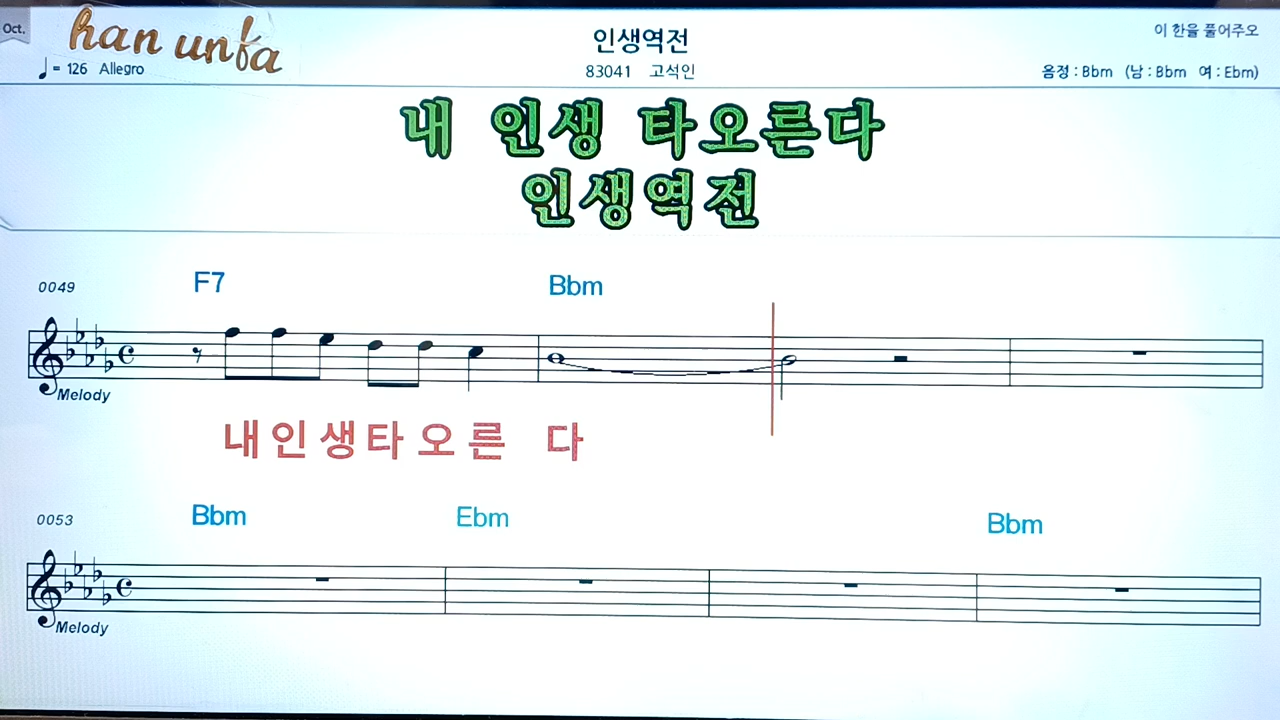 Oct.
han unfa
인생역전
이 한을 풀어주오
♩= 126 Allegro
83041 고석인
음정 : Bbm (남 : Bbm 여 : Ebm)
내 인생 타오른다
인생역전
0049
F7 Bbm
Melody
내인생타오른 다
0053
Bbm Ebm Bbm
Melody